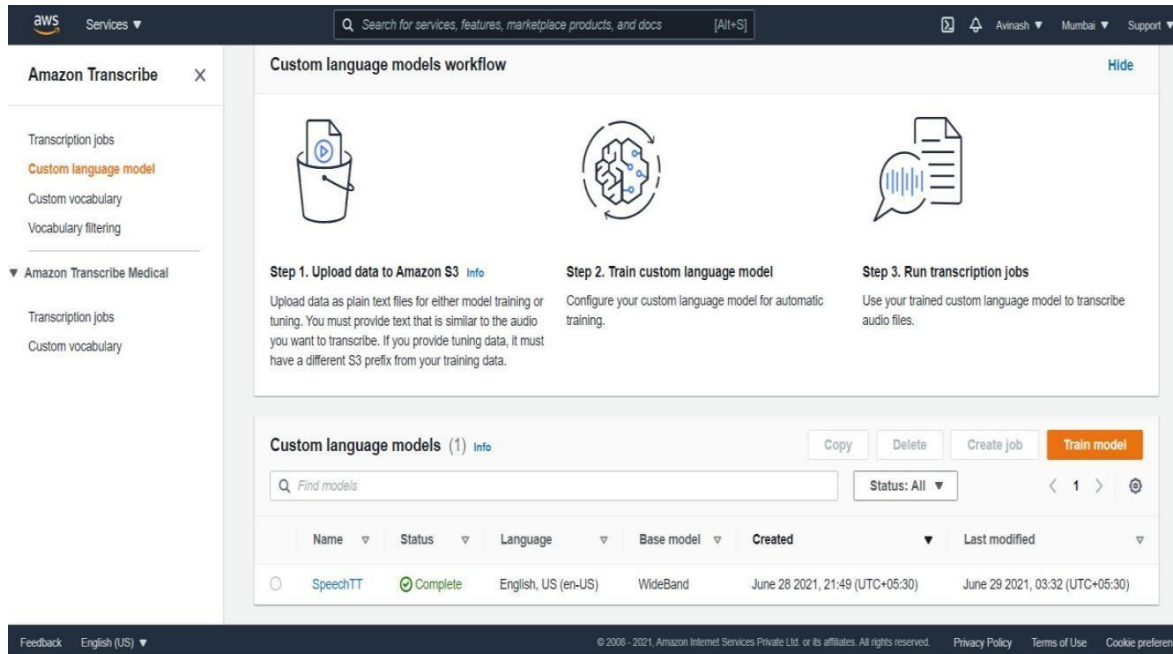 aws Services ▼ Search for services, features, marketplace products, and docs [Alt+S] Avinash ▼ Mumbai ▼ Support ▼
Amazon Transcribe X
Transcription jobs
Custom language model
Custom vocabulary
Vocabulary filtering
▼ Amazon Transcribe Medical
Transcription jobs
Custom vocabulary
Custom language models workflow Hide
Step 1. Upload data to Amazon S3 Info
Upload data as plain text files for either model training or
tuning. You must provide text that is similar to the audio
you want to transcribe. If you provide tuning data, it must
have a different S3 prefix from your training data.
Step 2. Train custom language model
Configure your custom language model for automatic
training.
Step 3. Run transcription jobs
Use your trained custom language model to transcribe
audio files.
Custom language models (1) Info Copy Delete Create job Train model
Find models Status: All ▼ < 1 >
Name Status Language Base model Created Last modified
SpeechTT Complete English, US (en-US) WideBand June 28 2021, 21:49 (UTC+05:30) June 29 2021, 03:32 (UTC+05:30)
Feedback English (US) ▼ © 2008 - 2021, Amazon Internet Services Private Ltd. or its affiliates. All rights reserved. Privacy Policy Terms of Use Cookie preferen